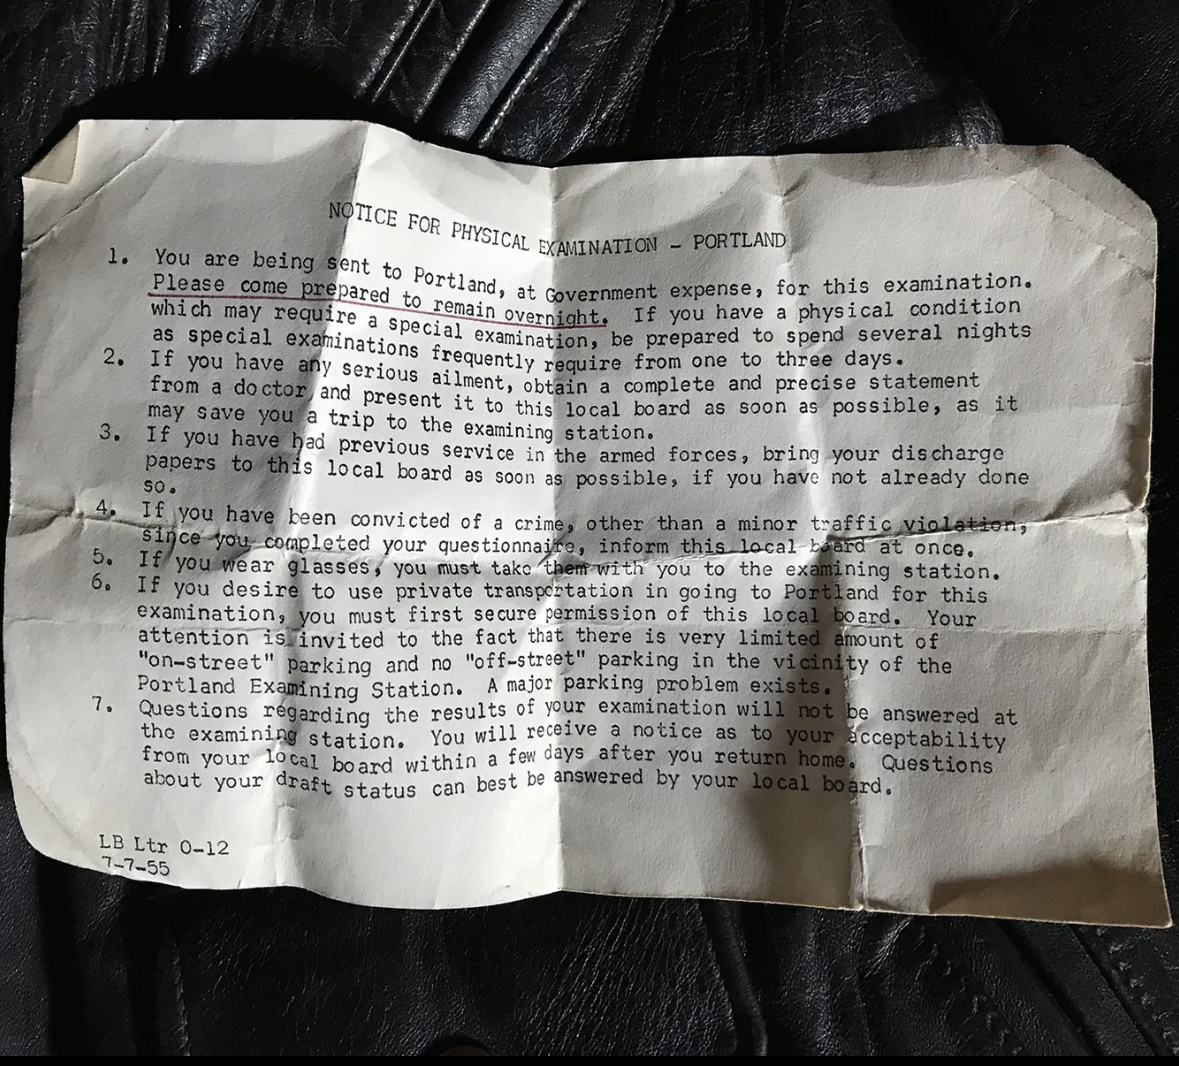 NOTICE FOR PHYSICAL EXAMINATION - PORTLAND
1. You are being sent to Portland, at Government expense, for this examination.
Please come prepared to remain overnight. If you have a physical condition
which may require a special examination, be prepared to spend several nights
as special examinations frequently require from one to three days.
2. If you have any serious ailment, obtain a complete and precise statement
from a doctor and present it to this local board as soon as possible, as it
may save you a trip to the examining station.
3. If you have had previous service in the armed forces, bring your discharge
papers to this local board as soon as possible, if you have not already done
so.
4. If you have been convicted of a crime, other than a minor traffic violation,
since you completed your questionnaire, inform this local board at once.
5. If you wear glasses, you must take them with you to the examining station.
6. If you desire to use private transportation in going to Portland for this
examination, you must first secure permission of this local board. Your
attention is invited to the fact that there is very limited amount of
"on-street" parking and no "off-street" parking in the vicinity of the
Portland Examining Station. A major parking problem exists.
7. Questions regarding the results of your examination will not be answered at
the examining station. You will receive a notice as to your acceptability
from your local board within a few days after you return home. Questions
about your draft status can best be answered by your local board.
LB Ltr 0-12
7-7-55